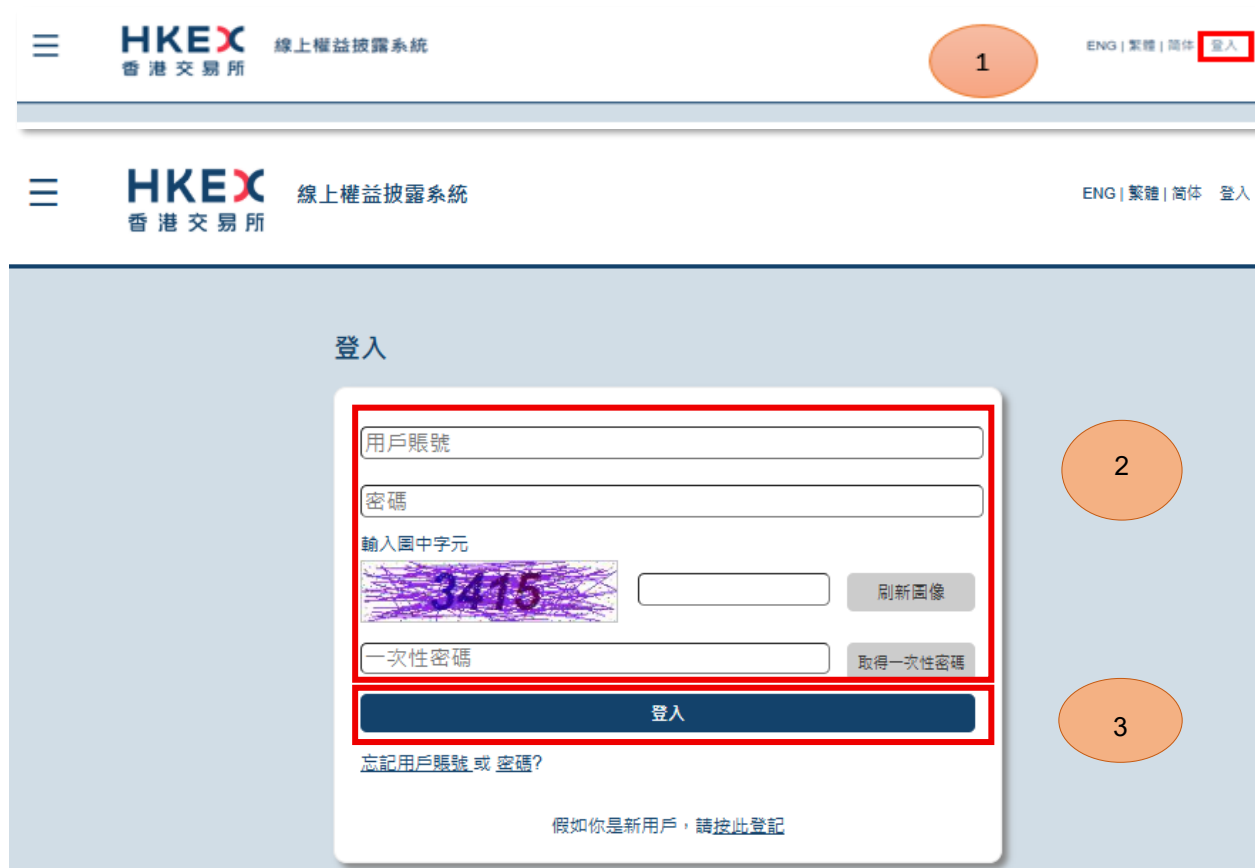 HKEX
香港交易所
線上權益披露系統
1
ENG | 繁體 | 简体 登入
HKEX
香港交易所
線上權益披露系統
ENG | 繁體 | 简体 登入
登入
用戶賬號
2
密碼
輸入圖中字元
3415
刷新圖像
一次性密碼
取得一次性密碼
登入
3
忘記用戶賬號 或 密碼?
假如你是新用戶，請按此登記